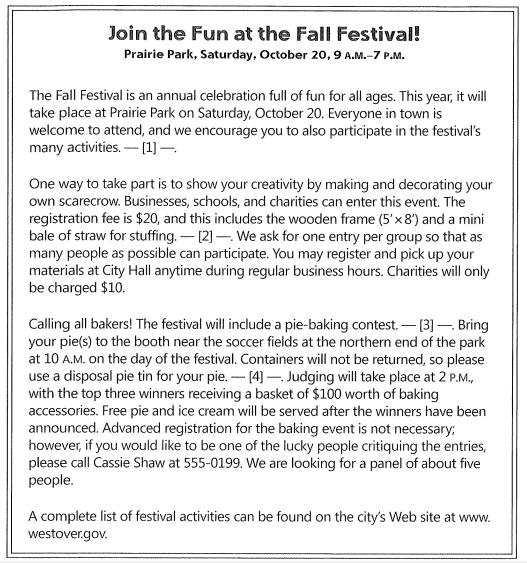 Join the Fun at the Fall Festival!
Prairie Park, Saturday, October 20, 9 A.M.–7 P.M.
The Fall Festival is an annual celebration full of fun for all ages. This year, it will
take place at Prairie Park on Saturday, October 20. Everyone in town is
welcome to attend, and we encourage you to also participate in the festival's
many activities. — [1] —.
One way to take part is to show your creativity by making and decorating your
own scarecrow. Businesses, schools, and charities can enter this event. The
registration fee is $20, and this includes the wooden frame (5'×8') and a mini
bale of straw for stuffing. — [2] —. We ask for one entry per group so that as
many people as possible can participate. You may register and pick up your
materials at City Hall anytime during regular business hours. Charities will only
be charged $10.
Calling all bakers! The festival will include a pie-baking contest. — [3] —. Bring
your pie(s) to the booth near the soccer fields at the northern end of the park
at 10 A.M. on the day of the festival. Containers will not be returned, so please
use a disposal pie tin for your pie. — [4] —. Judging will take place at 2 P.M.,
with the top three winners receiving a basket of $100 worth of baking
accessories. Free pie and ice cream will be served after the winners have been
announced. Advanced registration for the baking event is not necessary;
however, if you would like to be one of the lucky people critiquing the entries,
please call Cassie Shaw at 555-0199. We are looking for a panel of about five
people.
A complete list of festival activities can be found on the city's Web site at www.
westover.gov.